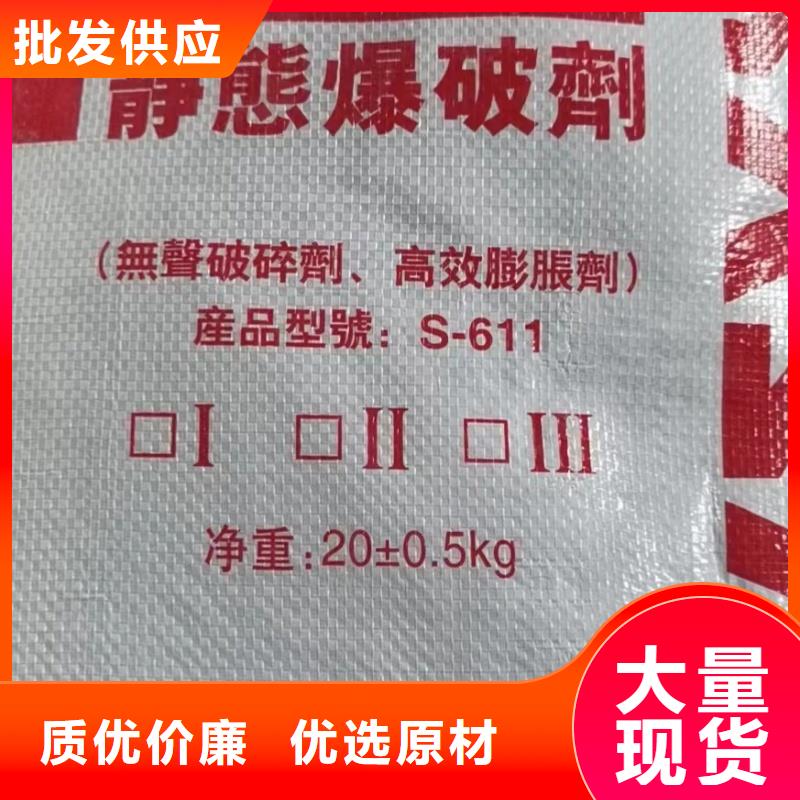 批发供应
静態爆破劑
(無聲破碎劑、高效膨脹劑)
産品型號: S-611
□I □II □III
净重:20±0.5kg
大量
现货
质优价廉 优选原材